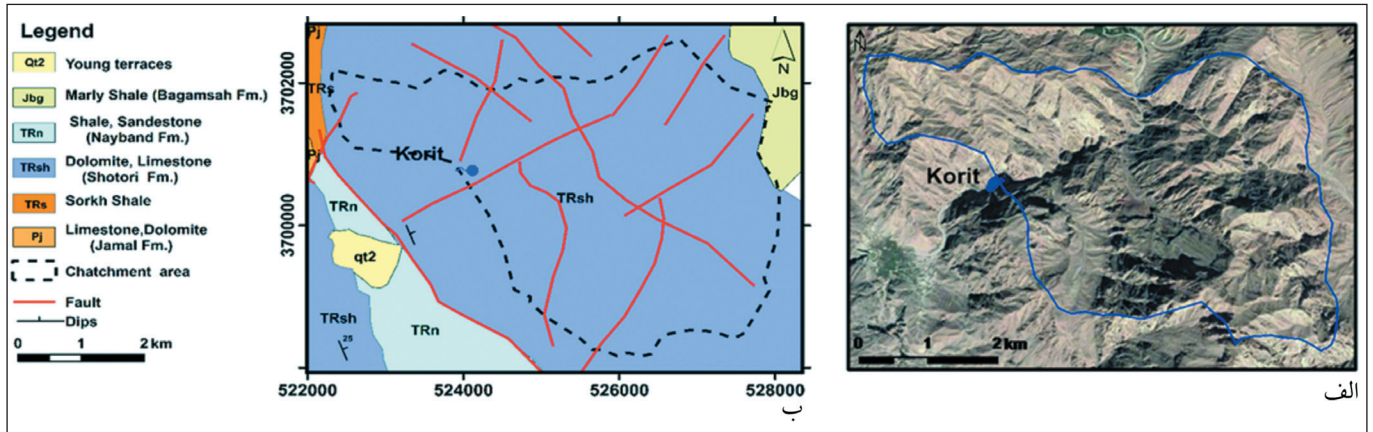 Legend
Qt2 Young terraces
Jbg Marly Shale (Bagamsah Fm.)
TRn Shale, Sandestone
(Nayband Fm.)
TRsh Dolomite, Limestone
(Shotori Fm.)
TRs Sorkh Shale
Pj Limestone,Dolomite
(Jamal Fm.)
Chatchment area
Fault
Dips
0 1 2 km
3702000
3700000
Pj
TRs
Pj
Korit
TRn
qt2
TRsh
TRn
25
TRsh
Jbg
N
522000 524000 526000 528000
ب
N
Korit
0 1 2 km
الف